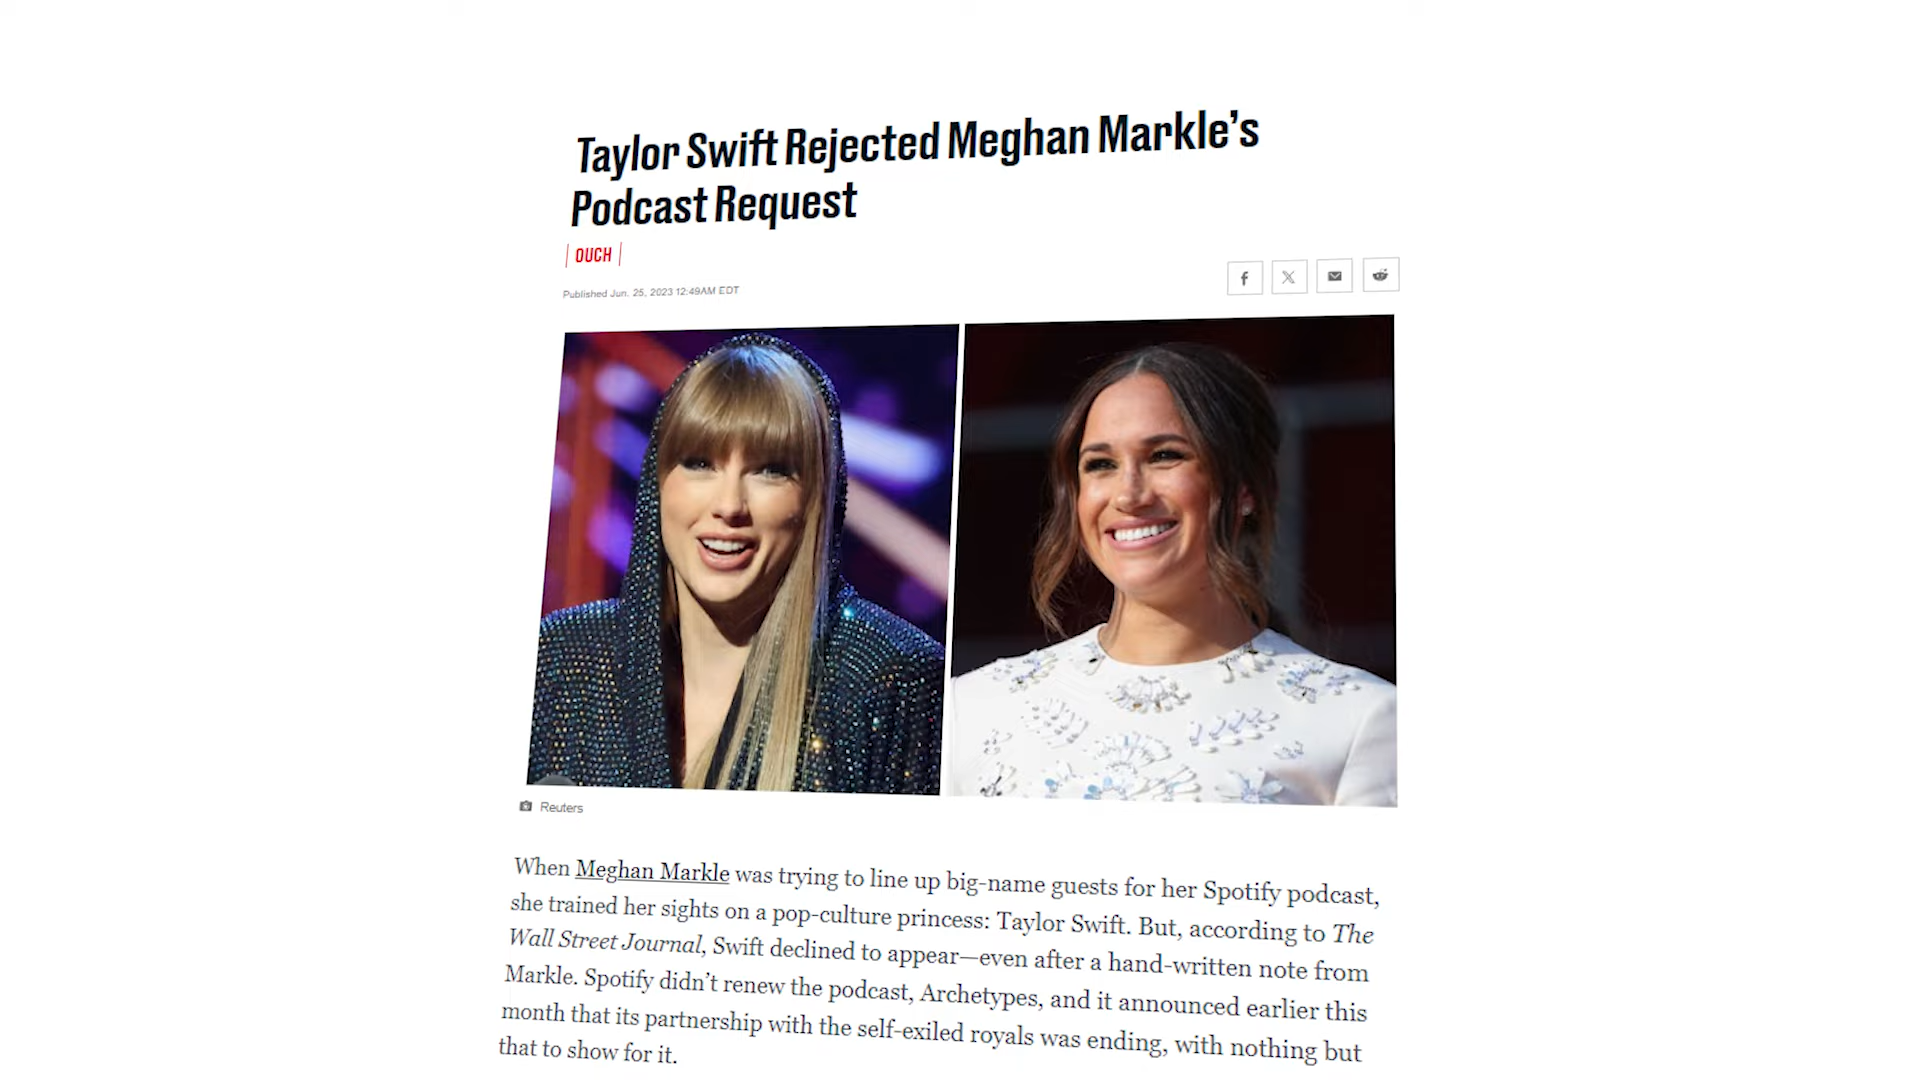 Taylor Swift Rejected Meghan Markle’s
Podcast Request
OUCH
Published Jun. 25, 2023 12:49AM EDT
Reuters
When Meghan Markle was trying to line up big-name guests for her Spotify podcast,
she trained her sights on a pop-culture princess: Taylor Swift. But, according to The
Wall Street Journal, Swift declined to appear—even after a hand-written note from
Markle. Spotify didn’t renew the podcast, Archetypes, and it announced earlier this
month that its partnership with the self-exiled royals was ending, with nothing but
that to show for it.